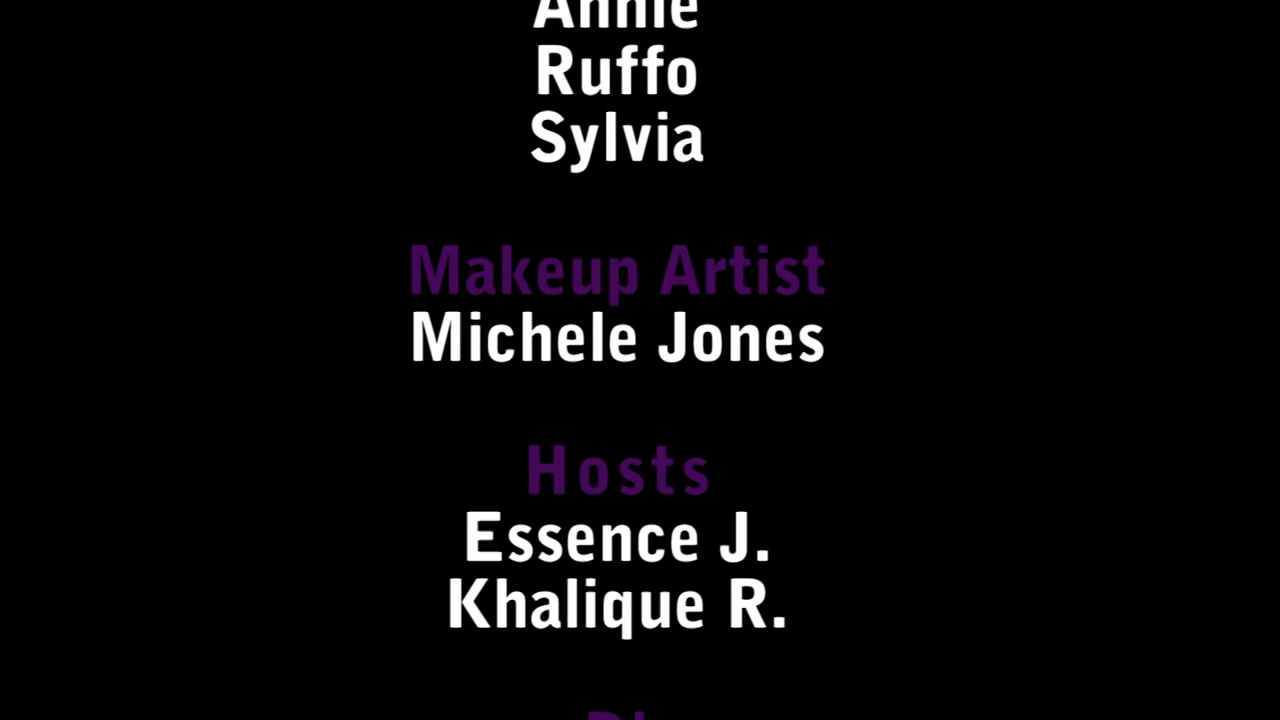 Annie
Ruffo
Sylvia
Makeup Artist
Michele Jones
Hosts
Essence J.
Khalique R.